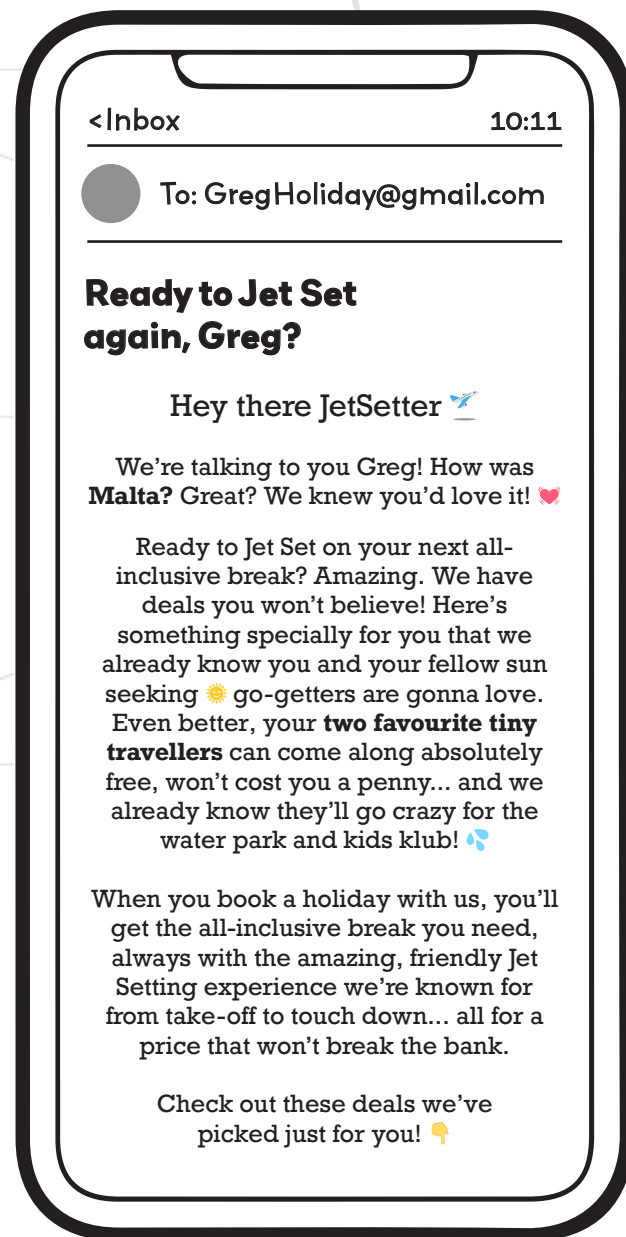 <Inbox 10:11
To: GregHoliday@gmail.com
Ready to Jet Set
again, Greg?
Hey there JetSetter 🛫
We're talking to you Greg! How was
Malta? Great? We knew you'd love it! 💓
Ready to Jet Set on your next all-
inclusive break? Amazing. We have
deals you won't believe! Here's
something specially for you that we
already know you and your fellow sun
seeking 🌞 go-getters are gonna love.
Even better, your two favourite tiny
travellers can come along absolutely
free, won't cost you a penny... and we
already know they'll go crazy for the
water park and kids klub! 💦
When you book a holiday with us, you'll
get the all-inclusive break you need,
always with the amazing, friendly Jet
Setting experience we're known for
from take-off to touch down... all for a
price that won't break the bank.
Check out these deals we've
picked just for you! 👇